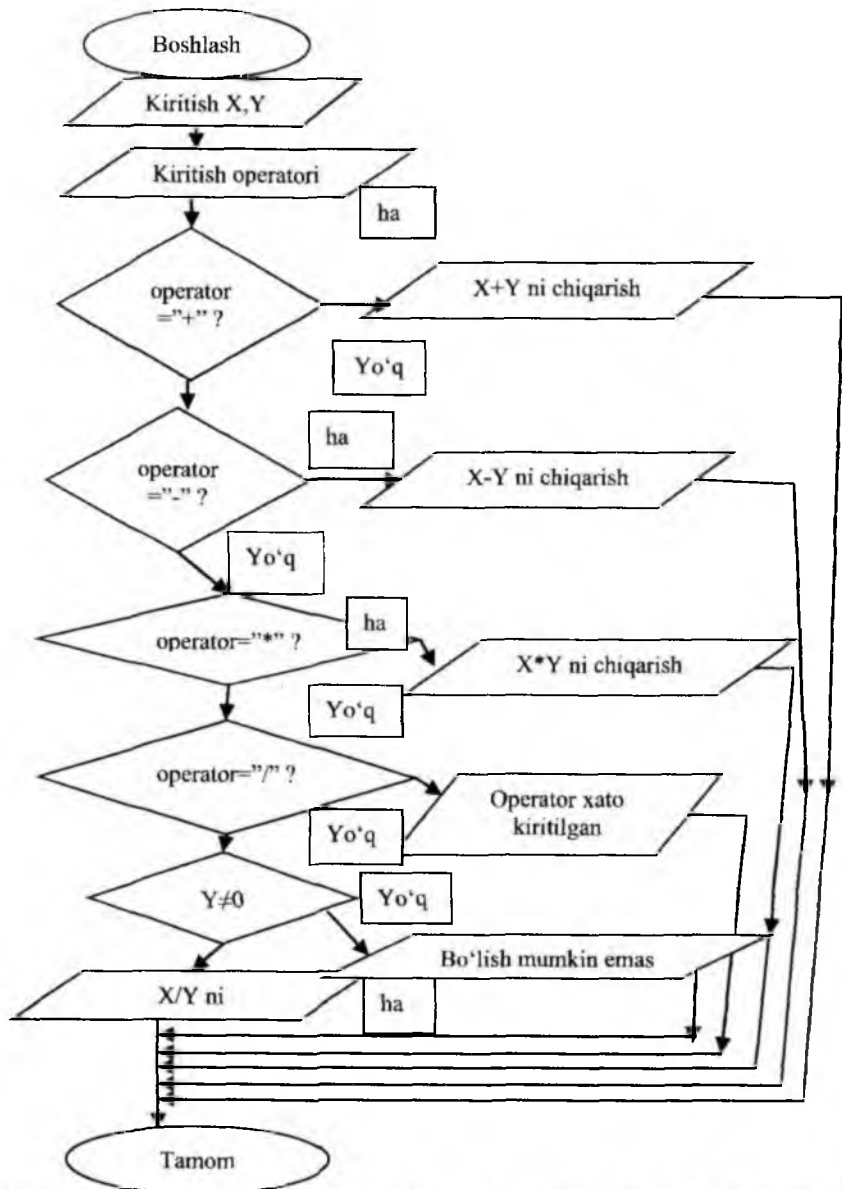 Boshlash
Kiritish X,Y
Kiritish operatori
ha
operator
=”+” ?
X+Y ni chiqarish
Yo‘q
ha
operator
=”-” ?
X-Y ni chiqarish
Yo‘q
ha
operator=”*” ?
X*Y ni chiqarish
Yo‘q
operator=”/” ?
Operator xato
kiritilgan
Yo‘q
Y≠0
Yo‘q
Bo‘lish mumkin emas
X/Y ni
ha
Tamom